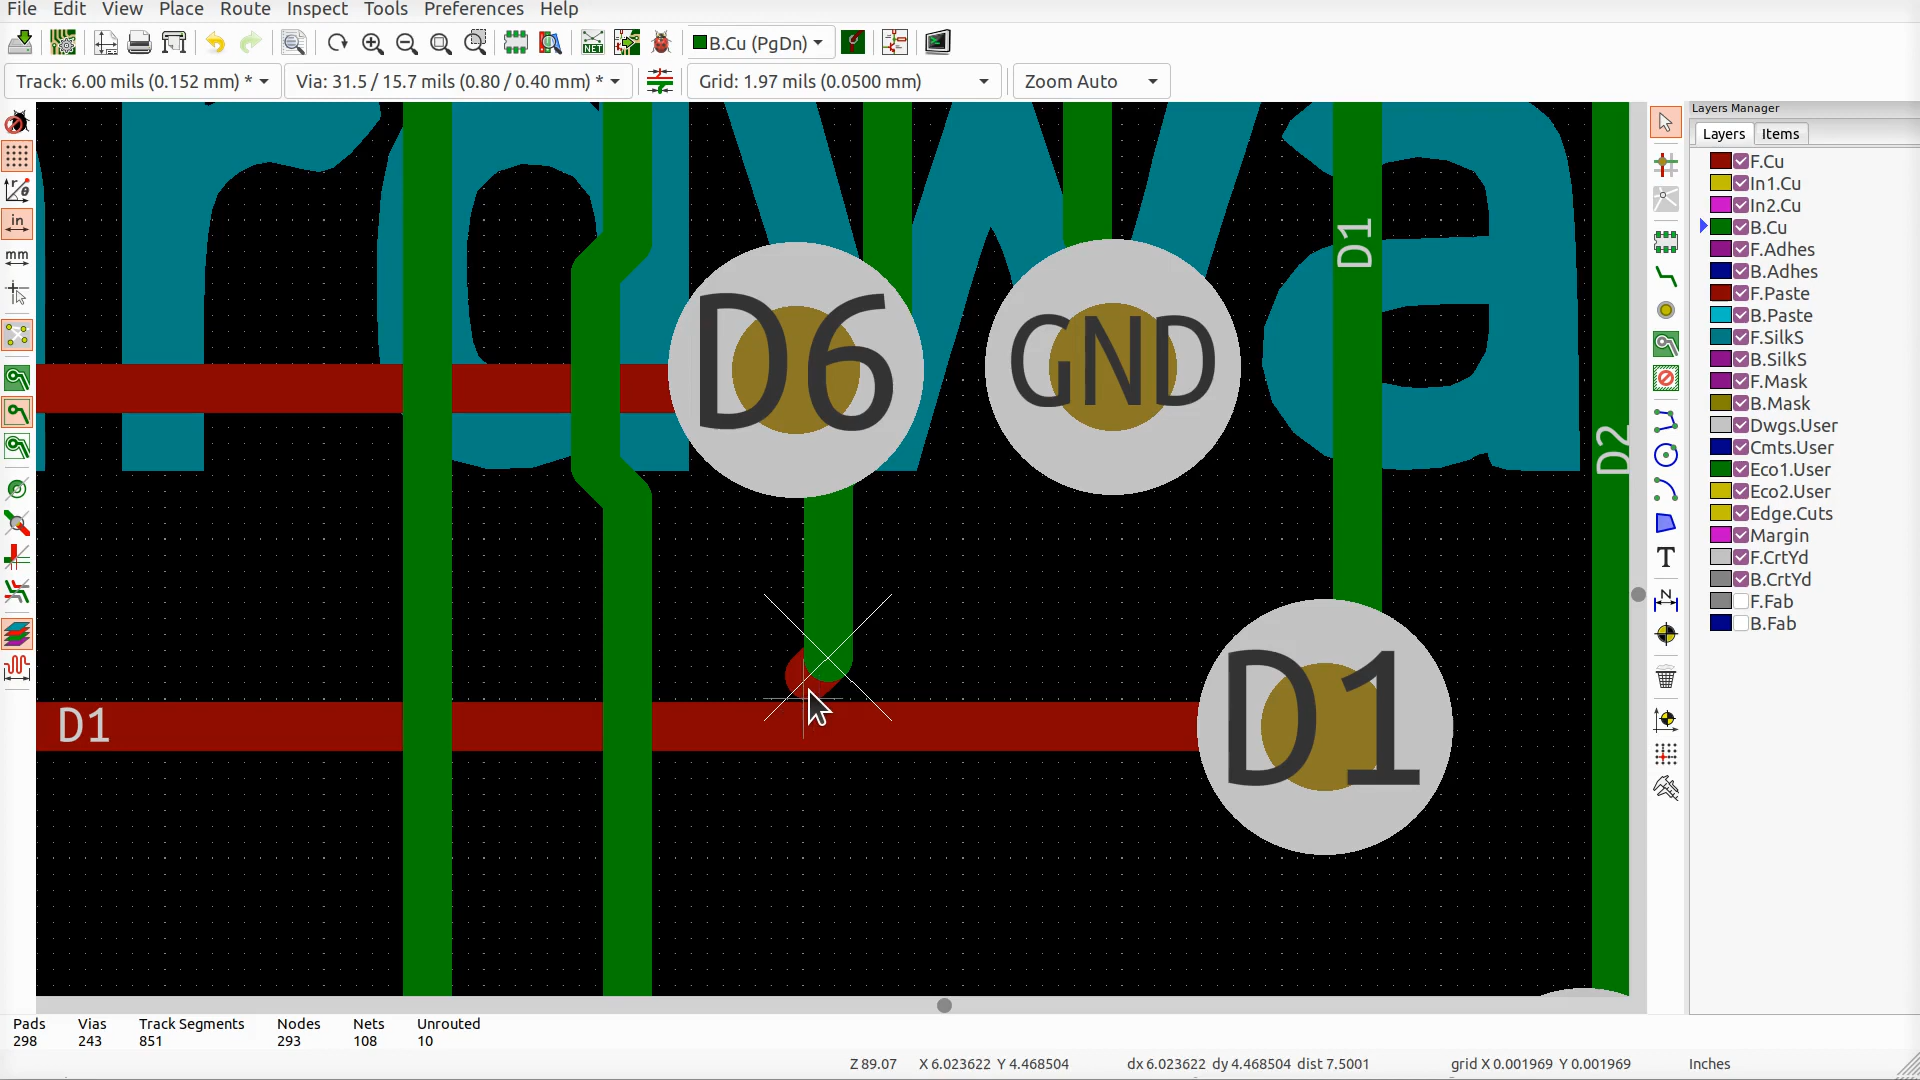 File Edit View Place Route Inspect Tools Preferences Help
NET
B.Cu (PgDn)
Track: 6.00 mils (0.152 mm) *
Via: 31.5 / 15.7 mils (0.80 / 0.40 mm) *
Grid: 1.97 mils (0.0500 mm)
Zoom Auto
in
mm
D6
GND
D1
D2
D1
D1
T
N
Layers Manager
Layers Items
F.Cu
In1.Cu
In2.Cu
B.Cu
F.Adhes
B.Adhes
F.Paste
B.Paste
F.SilkS
B.SilkS
F.Mask
B.Mask
Dwgs.User
Cmts.User
Eco1.User
Eco2.User
Edge.Cuts
Margin
F.CrtYd
B.CrtYd
F.Fab
B.Fab
Pads Vias Track Segments Nodes Nets Unrouted
298 243 851 293 108 10
Z 89.07 X 6.023622 Y 4.468504 dx 6.023622 dy 4.468504 dist 7.5001 grid X 0.001969 Y 0.001969 Inches